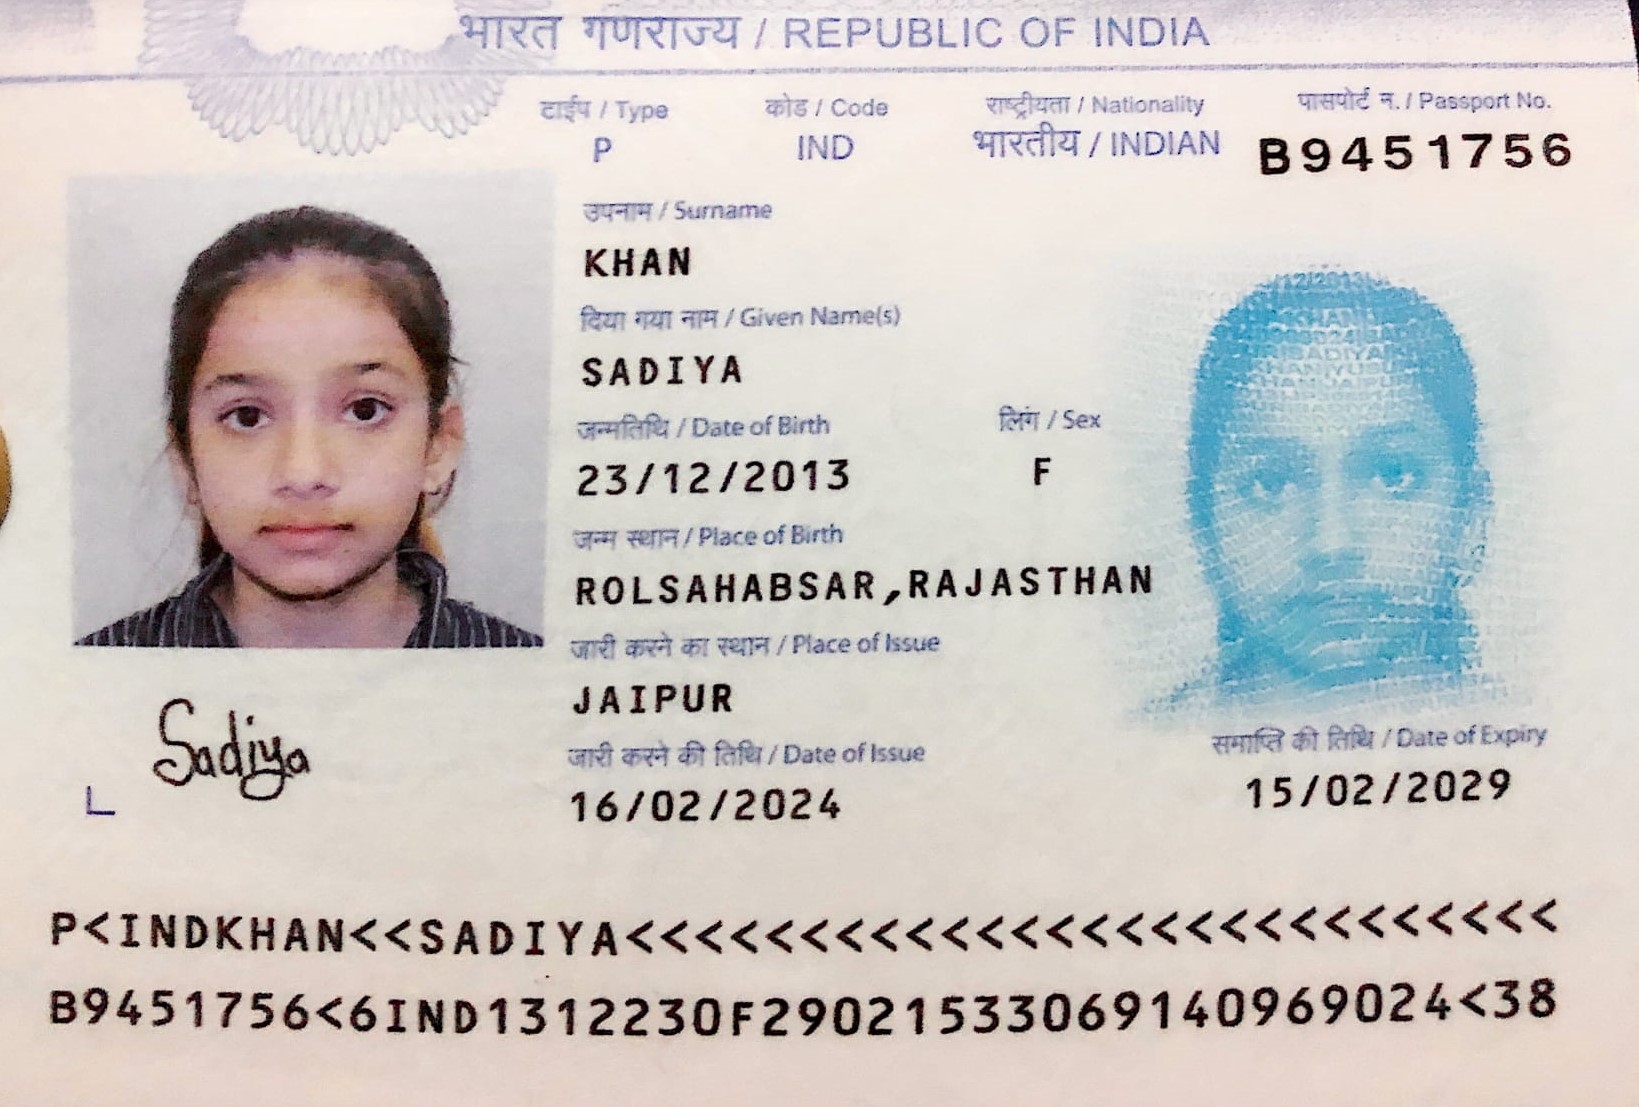 भारत गणराज्य / REPUBLIC OF INDIA
टाईप / Type कोड / Code राष्ट्रीयता / Nationality पासपोर्ट न. / Passport No.
P IND भारतीय / INDIAN B9451756
उपनाम / Surname
KHAN
दिया गया नाम / Given Name(s)
SADIYA
जन्मतिथि / Date of Birth लिंग / Sex
23/12/2013 F
जन्म स्थान / Place of Birth
ROLSAHABSAR,RAJASTHAN
जारी करने का स्थान / Place of Issue
JAIPUR
Sadiya
जारी करने की तिथि / Date of Issue समाप्ति की तिथि / Date of Expiry
16/02/2024 15/02/2029
P<INDKHAN<<SADIYA<<<<<<<<<<<<<<<<<<<<<<<<<<<
B9451756<6IND1312230F29021533069140969024<38